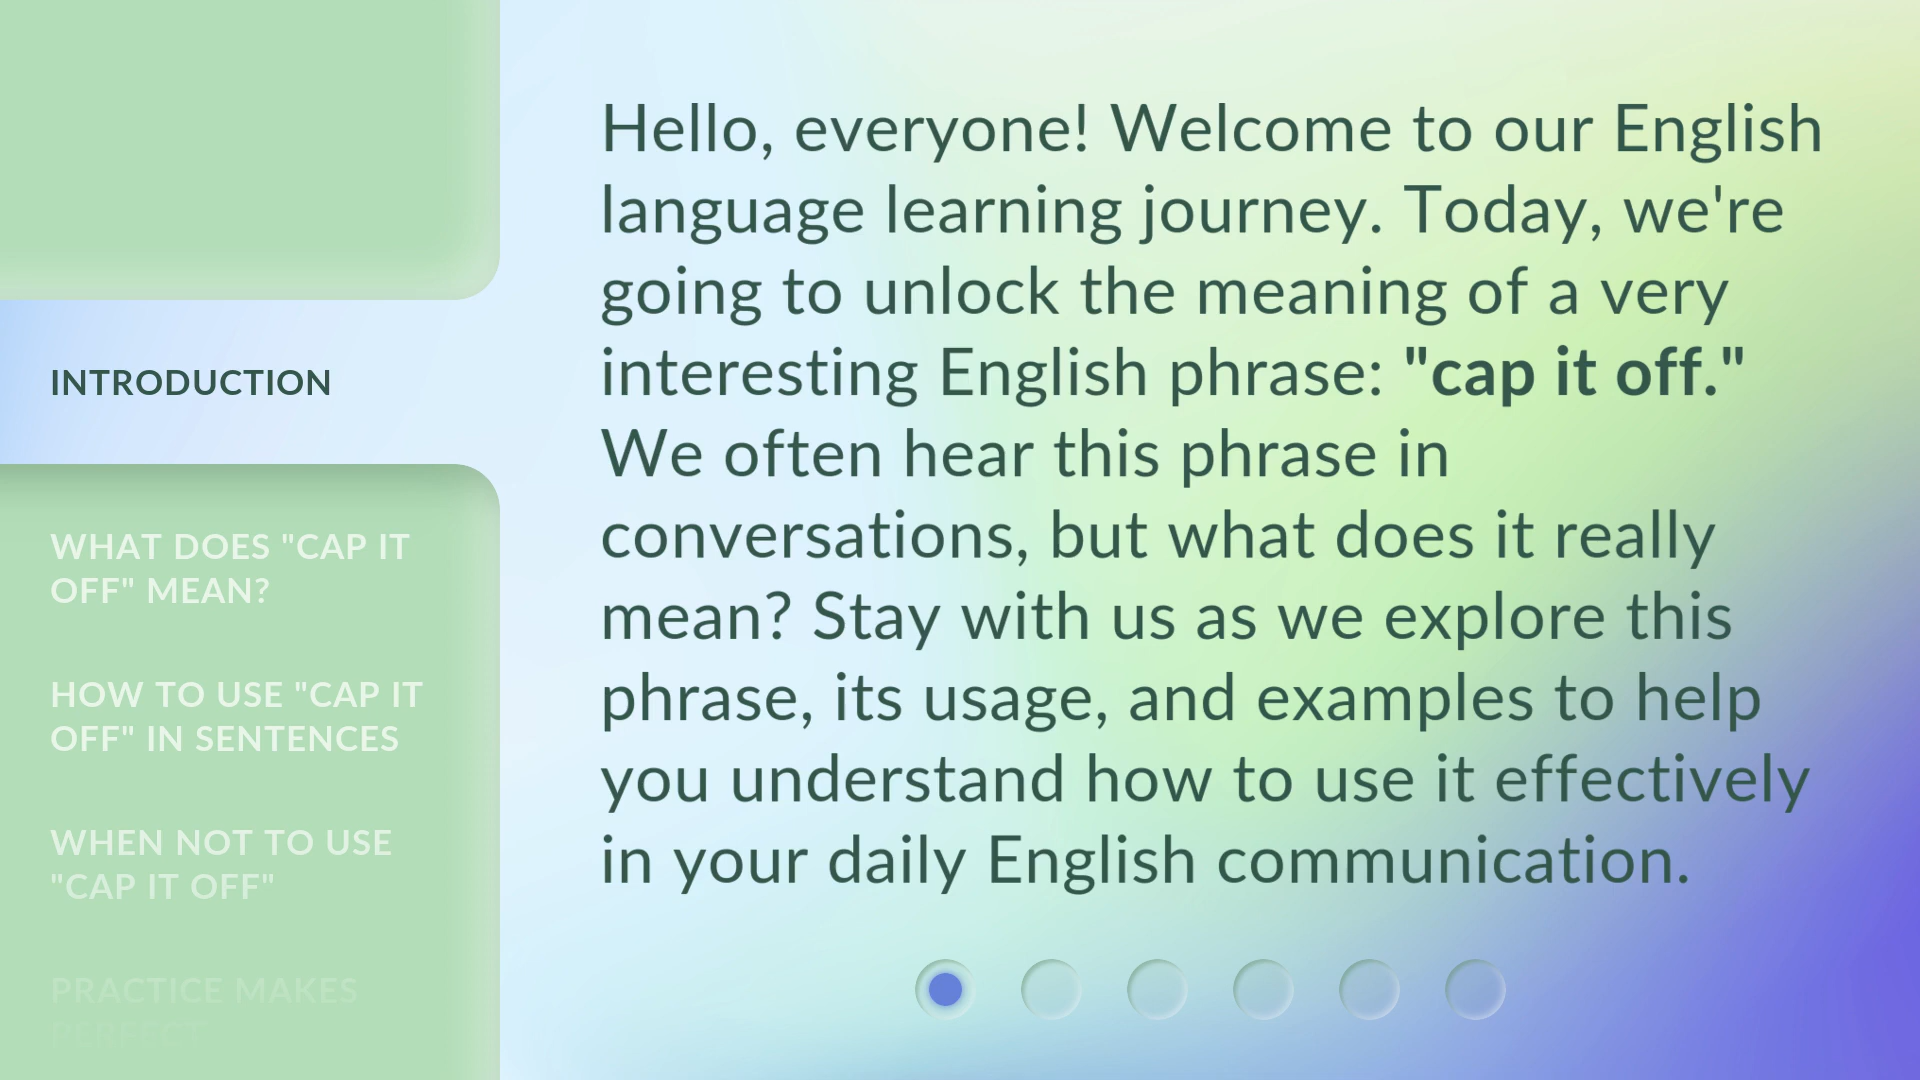 INTRODUCTION
WHAT DOES "CAP IT
OFF" MEAN?
HOW TO USE "CAP IT
OFF" IN SENTENCES
WHEN NOT TO USE
"CAP IT OFF"
PRACTICE MAKES
PERFECT
Hello, everyone! Welcome to our English
language learning journey. Today, we're
going to unlock the meaning of a very
interesting English phrase: "cap it off."
We often hear this phrase in
conversations, but what does it really
mean? Stay with us as we explore this
phrase, its usage, and examples to help
you understand how to use it effectively
in your daily English communication.